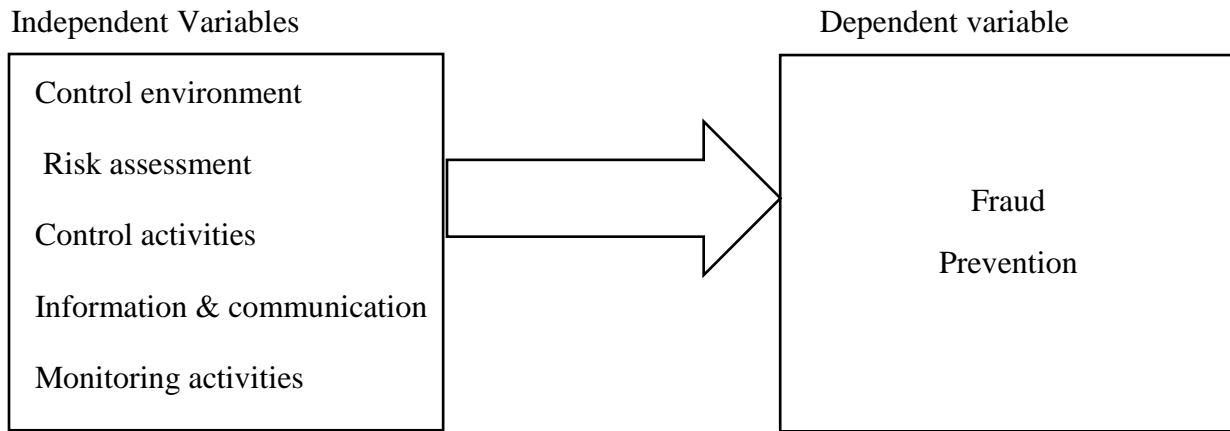 Independent Variables
Dependent variable
Control environment
Risk assessment
Control activities
Information & communication
Monitoring activities
Fraud
Prevention